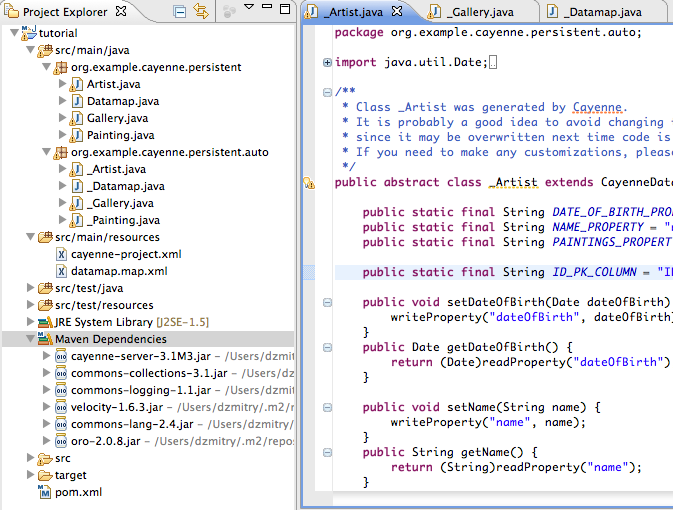 Project Explorer
tutorial
src/main/java
org.example.cayenne.persistent
Artist.java
Datamap.java
Gallery.java
Painting.java
org.example.cayenne.persistent.auto
_Artist.java
_Datamap.java
_Gallery.java
_Painting.java
src/main/resources
cayenne-project.xml
datamap.map.xml
src/test/java
src/test/resources
JRE System Library [J2SE-1.5]
Maven Dependencies
cayenne-server-3.1M3.jar - /Users/dzmitry
commons-collections-3.1.jar - /Users/d
commons-logging-1.1.jar - /Users/dzmi
velocity-1.6.3.jar - /Users/dzmitry/.m2/r
commons-lang-2.4.jar - /Users/dzmitry/
oro-2.0.8.jar - /Users/dzmitry/.m2/repo
src
target
pom.xml
_Artist.java
_Gallery.java
_Datamap.java
package org.example.cayenne.persistent.auto;
import java.util.Date;
/**
* Class _Artist was generated by Cayenne.
* It is probably a good idea to avoid changing
* since it may be overwritten next time code is
* If you need to make any customizations, pleas
*/
public abstract class _Artist extends CayenneDat
public static final String DATE_OF_BIRTH_PRO
public static final String NAME_PROPERTY = "
public static final String PAINTINGS_PROPERT
public static final String ID_PK_COLUMN = "I
public void setDateOfBirth(Date dateOfBirth)
writeProperty("dateOfBirth", dateOfBirth
}
public Date getDateOfBirth() {
return (Date)readProperty("dateOfBirth")
}
public void setName(String name) {
writeProperty("name", name);
}
public String getName() {
return (String)readProperty("name");
}